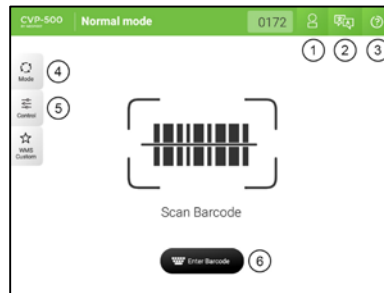 CVP-500 Normal mode 0172
1 2 3
Mode 4
Control 5
WMS
Custom
Scan Barcode
Enter Barcode 6